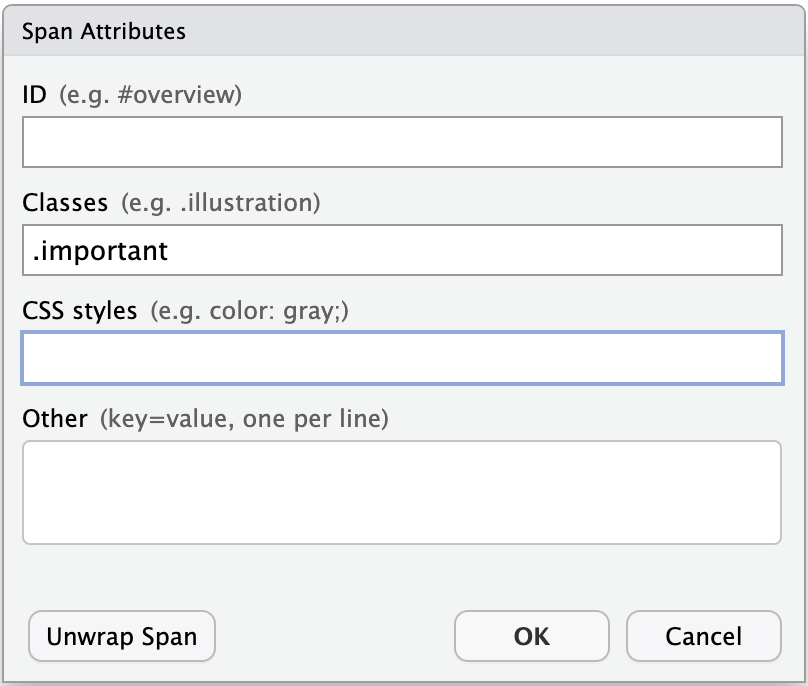 Span Attributes
ID (e.g. #overview)
Classes (e.g. .illustration)
.important
CSS styles (e.g. color: gray;)
Other (key=value, one per line)
Unwrap Span OK Cancel